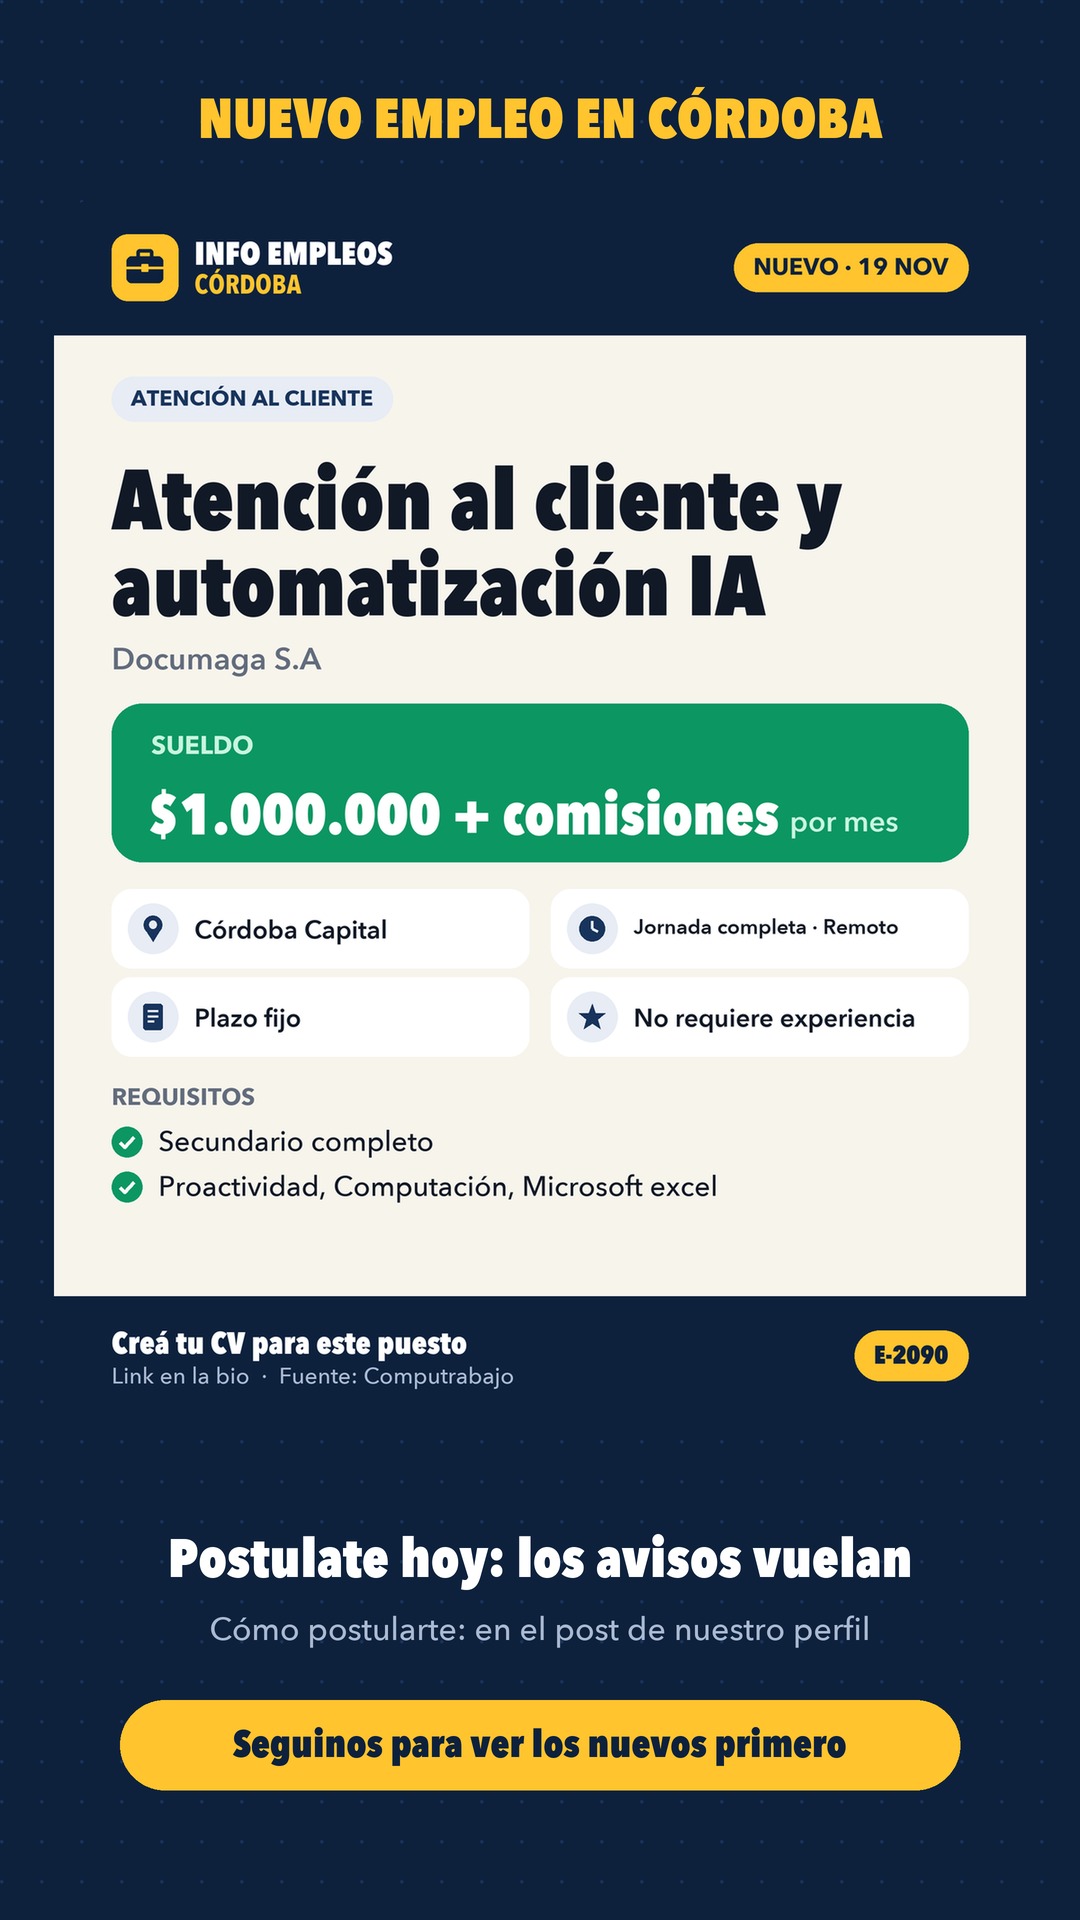 NUEVO EMPLEO EN CÓRDOBA
INFO EMPLEOS
CÓRDOBA
NUEVO · 19 NOV
ATENCIÓN AL CLIENTE
Atención al cliente y
automatización IA
Documaga S.A
SUELDO
$1.000.000 + comisiones por mes
Córdoba Capital
Jornada completa · Remoto
Plazo fijo
No requiere experiencia
REQUISITOS
Secundario completo
Proactividad, Computación, Microsoft excel
Creá tu CV para este puesto
Link en la bio · Fuente: Computrabajo
E-2090
Postulate hoy: los avisos vuelan
Cómo postularte: en el post de nuestro perfil
Seguinos para ver los nuevos primero